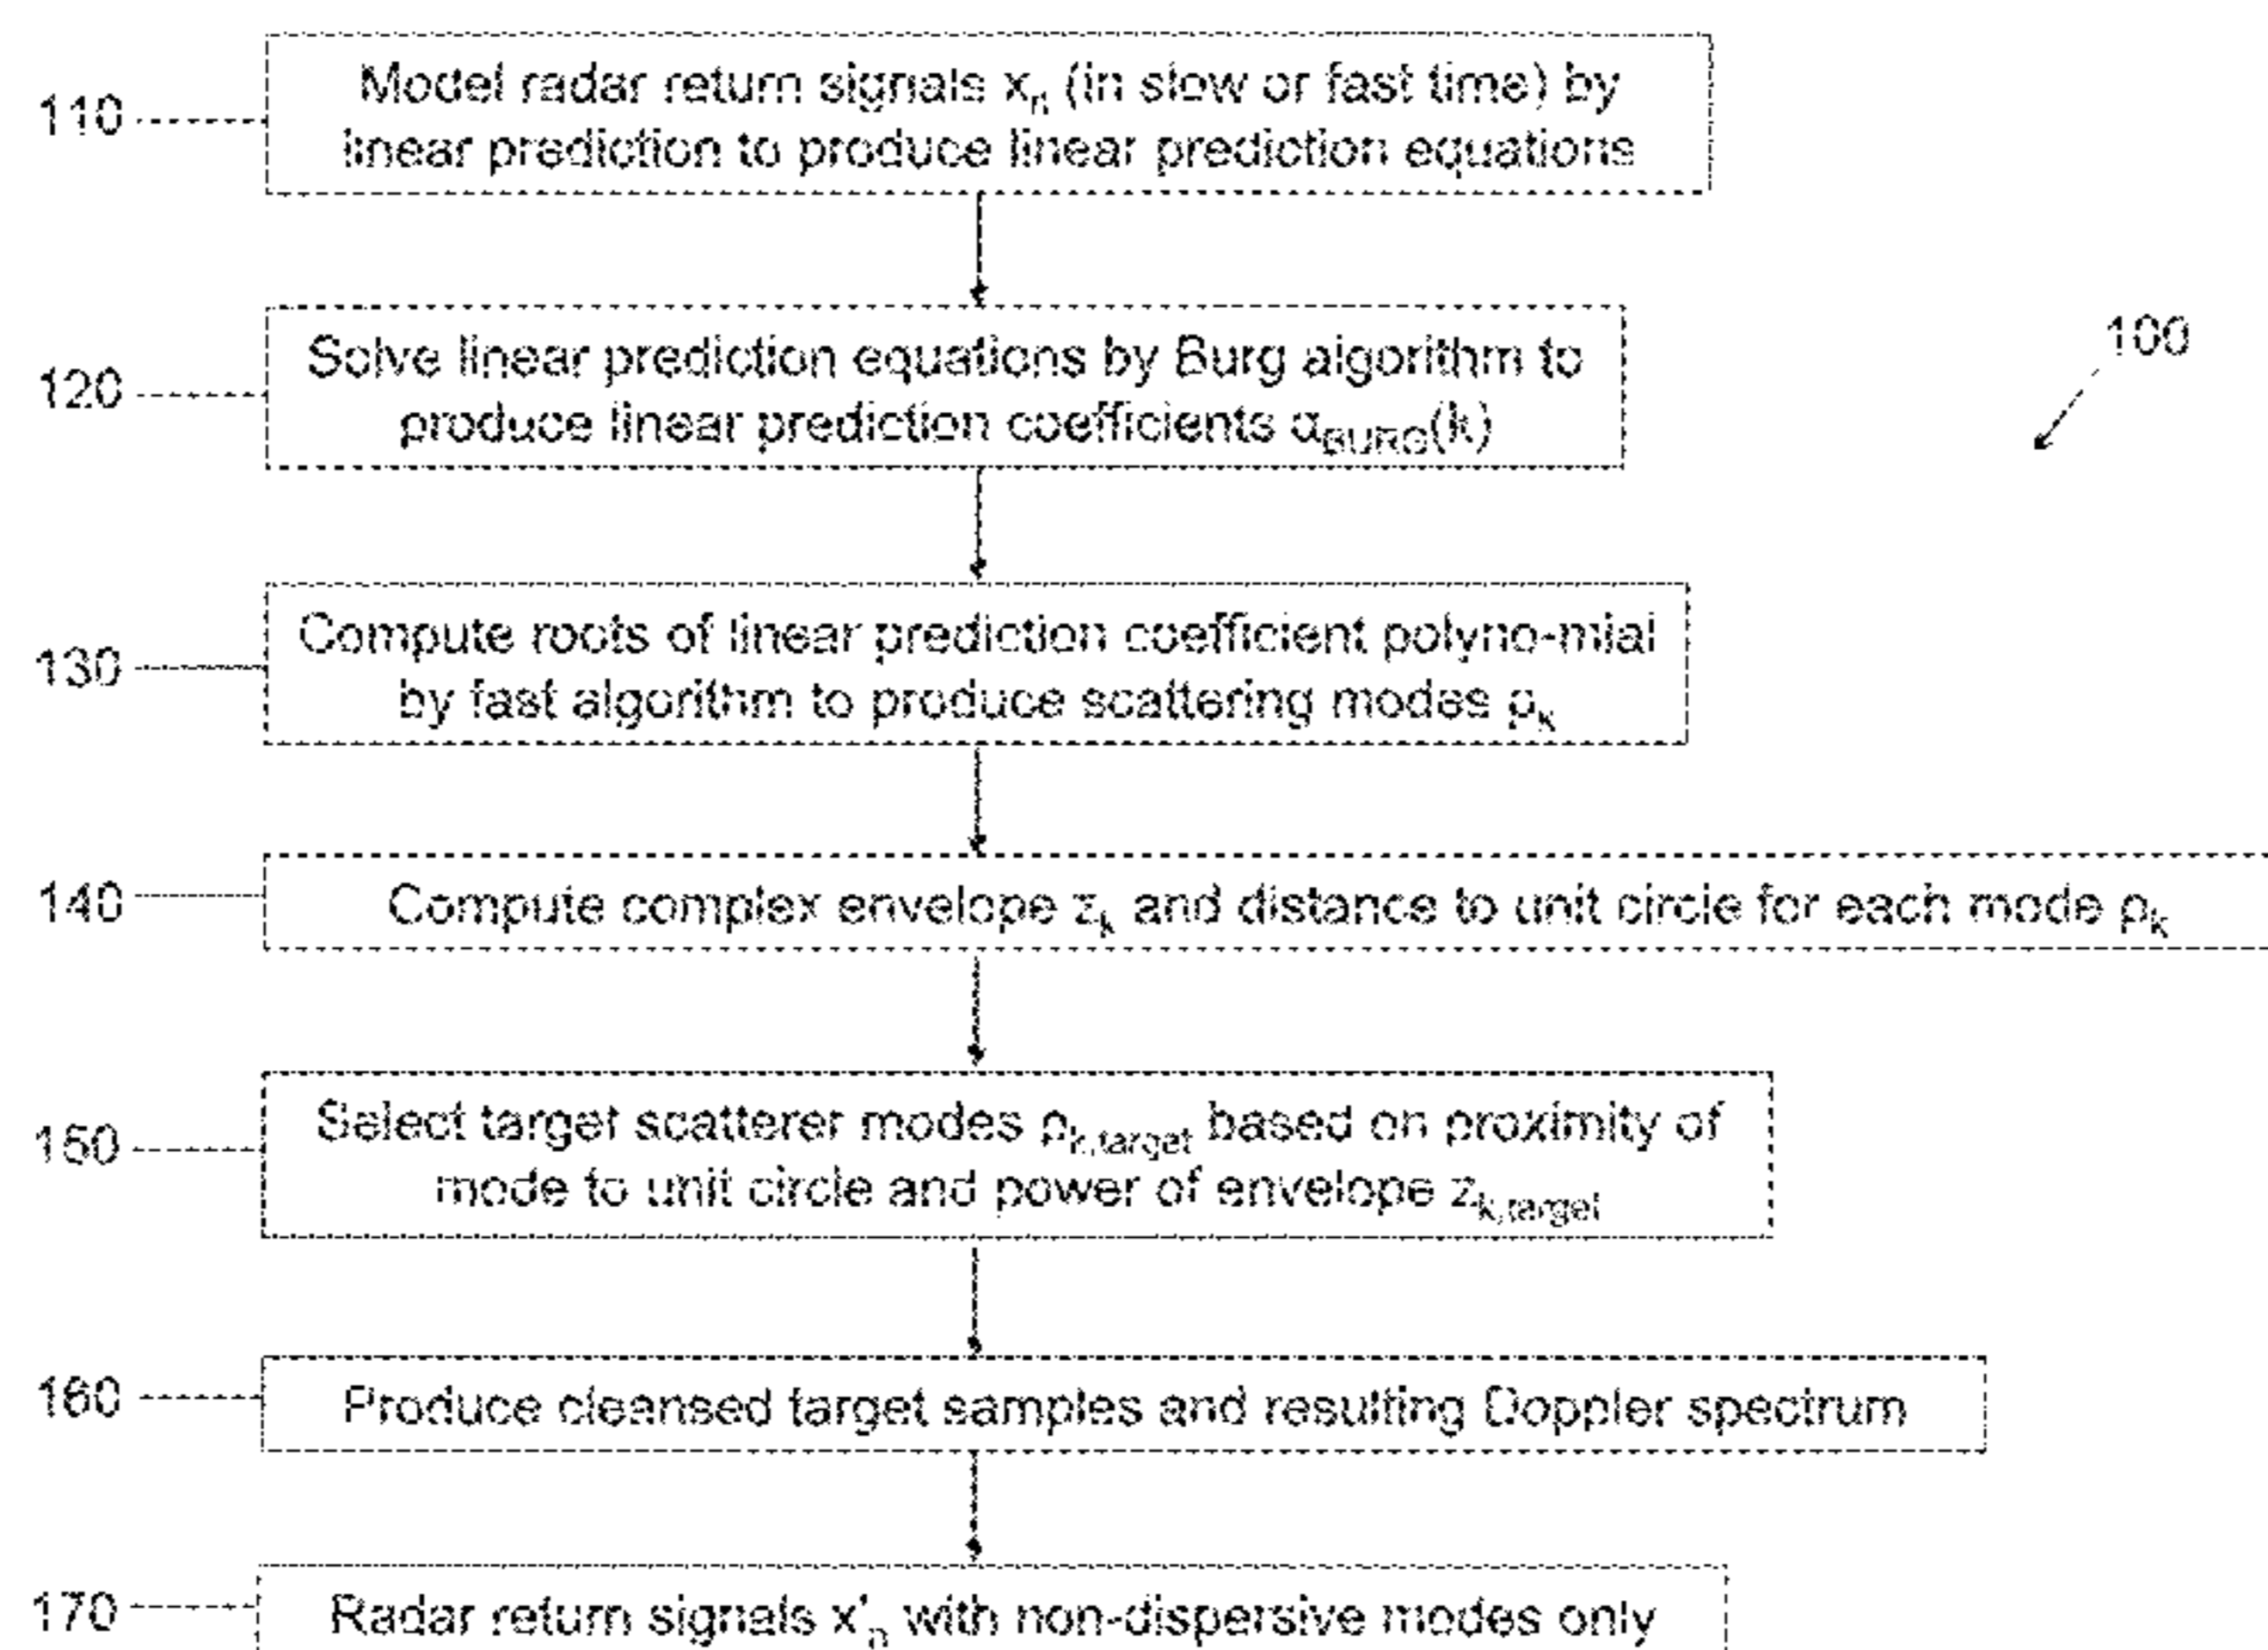 110 Model radar return signals xₙ (in slow or fast time) by
linear prediction to produce linear prediction equations
120 Solve linear prediction equations by Burg algorithm to
produce linear prediction coefficients α_BURG(k)
100
130 Compute roots of linear prediction coefficient polyno-mial
by fast algorithm to produce scattering modes ρₖ
140 Compute complex envelope zₖ and distance to unit circle for each mode ρₖ
150 Select target scatterer modes ρ_k,target based on proximity of
mode to unit circle and power of envelope z_k,target
160 Produce cleansed target samples and resulting Doppler spectrum
170 Radar return signals x'ₙ with non-dispersive modes only